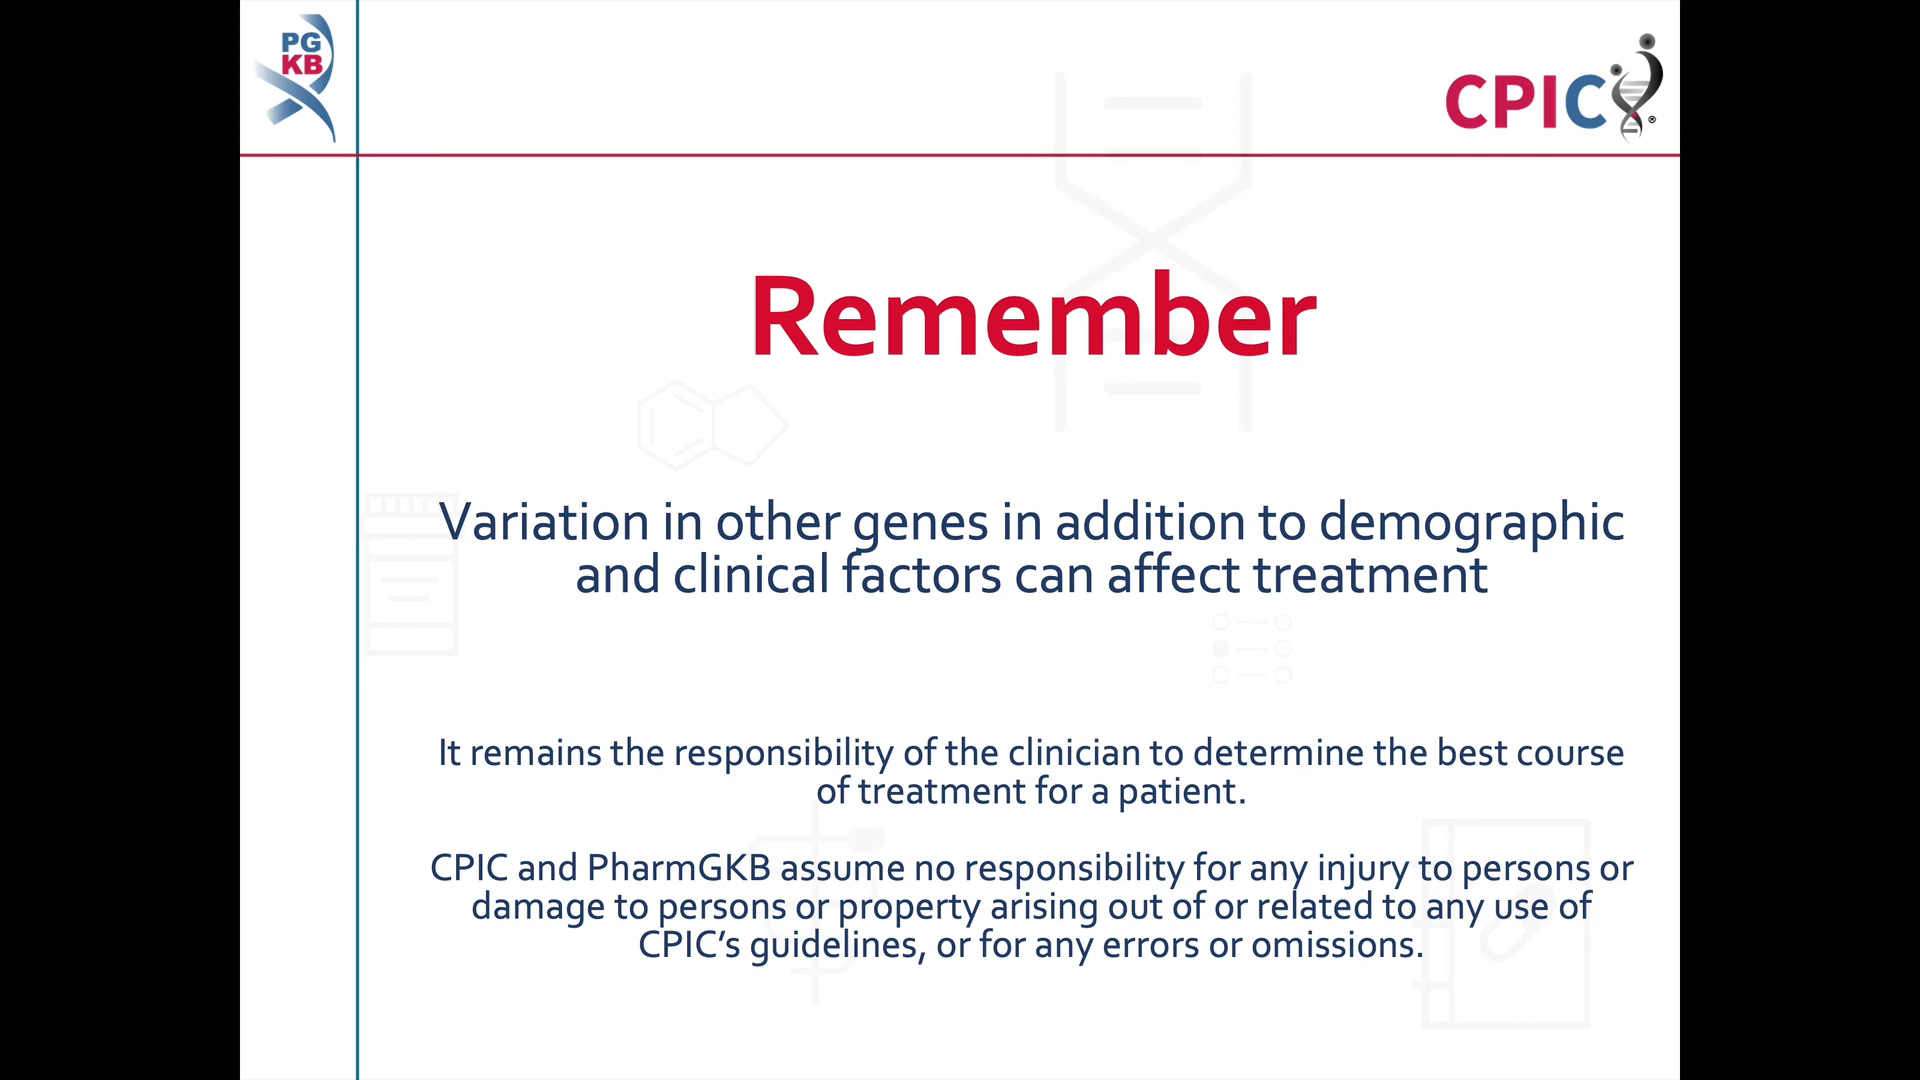 PG
KB
CPIC®
Remember
Variation in other genes in addition to demographic
and clinical factors can affect treatment
It remains the responsibility of the clinician to determine the best course
of treatment for a patient.
CPIC and PharmGKB assume no responsibility for any injury to persons or
damage to persons or property arising out of or related to any use of
CPIC’s guidelines, or for any errors or omissions.